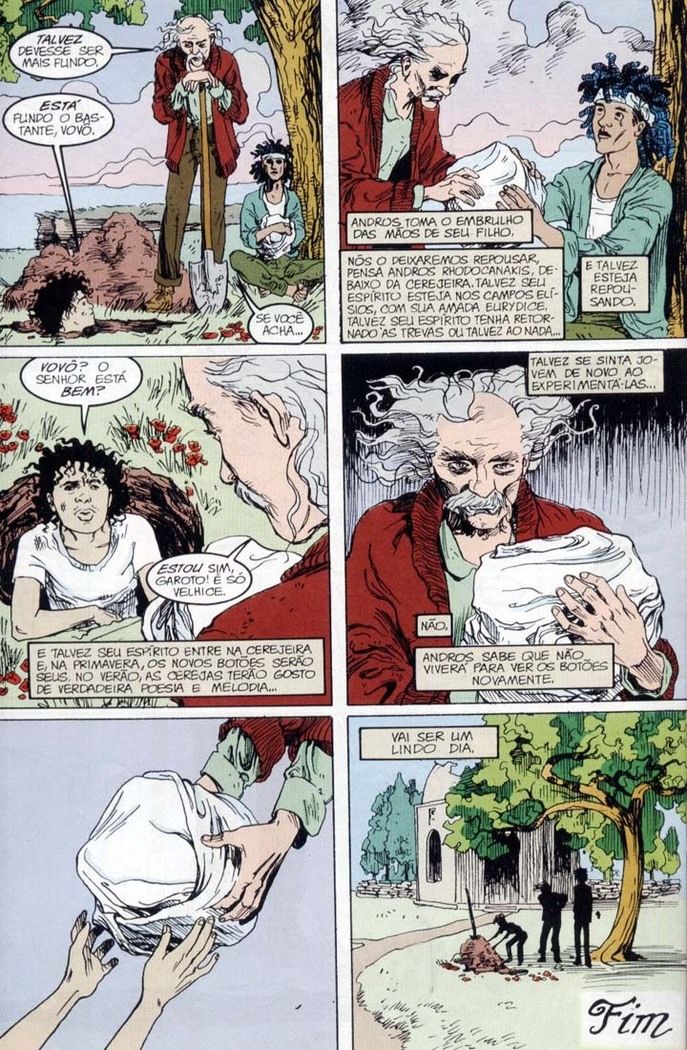 TALVEZ
DEVESSE SER
MAIS FUNDO.
ESTÁ
FUNDO O BAS-
TANTE, VOVÔ.
SE VOCÊ
ACHA...
ANDROS TOMA O EMBRULHO
DAS MÃOS DE SEU FILHO.
NÓS O DEIXAREMOS REPOUSAR,
PENSA ANDROS RHODOCANAKIS, DE-
BAIXO DA CEREJEIRA. TALVEZ SEU
ESPÍRITO ESTEJA NOS CAMPOS ELÍ-
SIOS, COM SUA AMADA EURYDICE.
TALVEZ SEU ESPÍRITO TENHA RETOR-
NADO ÀS TREVAS OU TALVEZ AO NADA...
E TALVEZ
ESTEJA
REPOU-
SANDO.
VOVÔ? O
SENHOR ESTÁ
BEM?
ESTOU SIM,
GAROTO! É SÓ
VELHICE.
E TALVEZ SEU ESPÍRITO ENTRE NA CEREJEIRA
E, NA PRIMAVERA, OS NOVOS BOTÕES SERÃO
SEUS. NO VERÃO, AS CEREJAS TERÃO GOSTO
DE VERDADEIRA POESIA E MELODIA...
TALVEZ SE SINTA JO-
VEM DE NOVO AO
EXPERIMENTÁ-LAS...
NÃO.
ANDROS SABE QUE NÃO
VIVERÁ PARA VER OS BOTÕES
NOVAMENTE.
VAI SER UM
LINDO DIA.
Fim